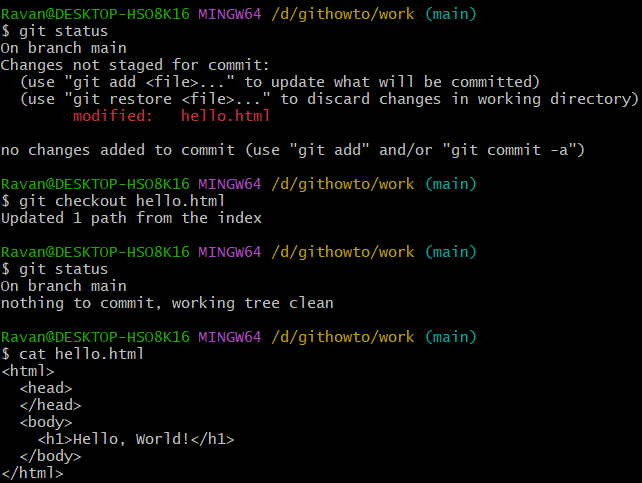 Ravan@DESKTOP-HSO8K16 MINGW64 /d/githowto/work (main)
$ git status
On branch main
Changes not staged for commit:
  (use "git add <file>..." to update what will be committed)
  (use "git restore <file>..." to discard changes in working directory)
        modified:   hello.html

no changes added to commit (use "git add" and/or "git commit -a")

Ravan@DESKTOP-HSO8K16 MINGW64 /d/githowto/work (main)
$ git checkout hello.html
Updated 1 path from the index

Ravan@DESKTOP-HSO8K16 MINGW64 /d/githowto/work (main)
$ git status
On branch main
nothing to commit, working tree clean

Ravan@DESKTOP-HSO8K16 MINGW64 /d/githowto/work (main)
$ cat hello.html
<html>
  <head>
  </head>
  <body>
    <h1>Hello, World!</h1>
  </body>
</html>